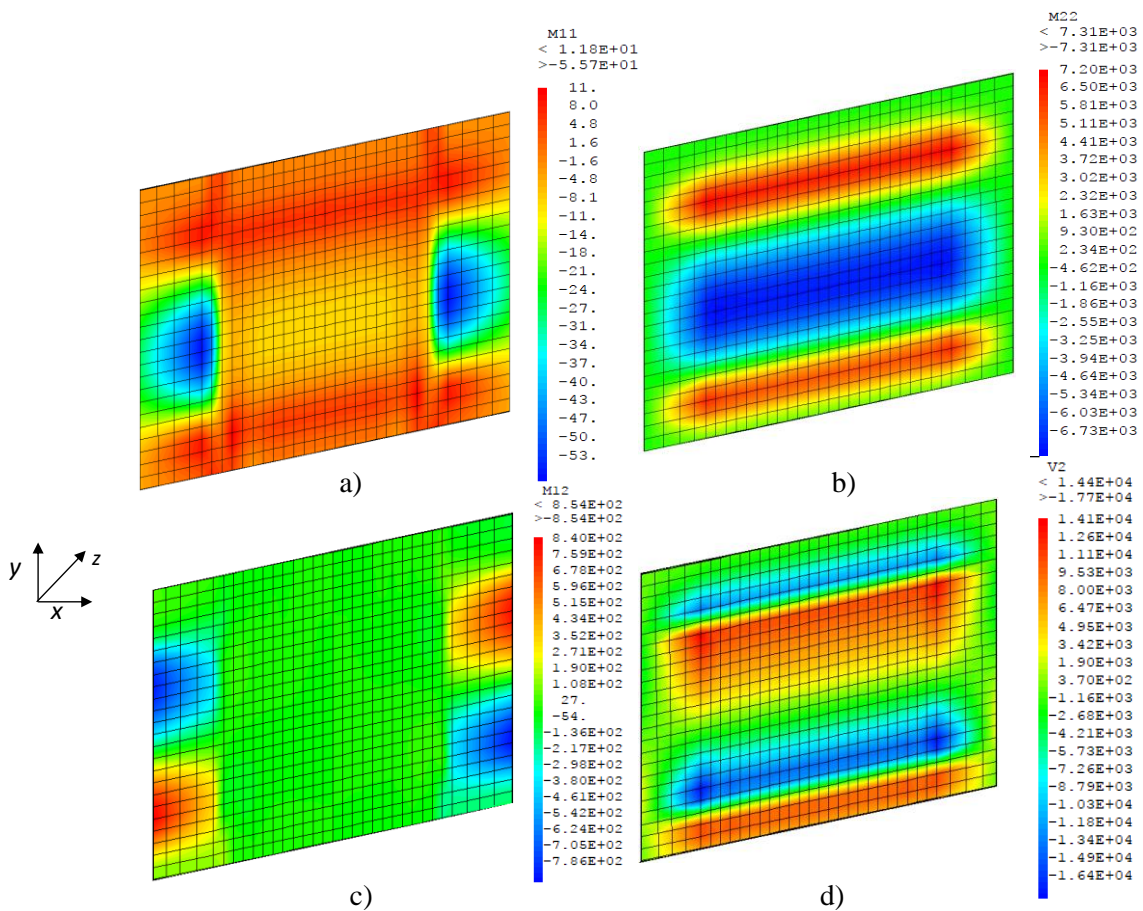 M11
< 1.18E+01
>-5.57E+01
11.
8.0
4.8
1.6
-1.6
-4.8
-8.1
-11.
-14.
-18.
-21.
-24.
-27.
-31.
-34.
-37.
-40.
-43.
-47.
-50.
-53.
a)
M22
< 7.31E+03
>-7.31E+03
7.20E+03
6.50E+03
5.81E+03
5.11E+03
4.41E+03
3.72E+03
3.02E+03
2.32E+03
1.63E+03
9.30E+02
2.34E+02
-4.62E+02
-1.16E+03
-1.86E+03
-2.55E+03
-3.25E+03
-3.94E+03
-4.64E+03
-5.34E+03
-6.03E+03
-6.73E+03
b)
y
z
x
M12
< 8.54E+02
>-8.54E+02
8.40E+02
7.59E+02
6.78E+02
5.96E+02
5.15E+02
4.34E+02
3.52E+02
2.71E+02
1.90E+02
1.08E+02
27.
-54.
-1.36E+02
-2.17E+02
-2.98E+02
-3.80E+02
-4.61E+02
-5.42E+02
-6.24E+02
-7.05E+02
-7.86E+02
c)
V2
< 1.44E+04
>-1.77E+04
1.41E+04
1.26E+04
1.11E+04
9.53E+03
8.00E+03
6.47E+03
4.95E+03
3.42E+03
1.90E+03
3.70E+02
-1.16E+03
-2.68E+03
-4.21E+03
-5.73E+03
-7.26E+03
-8.79E+03
-1.03E+04
-1.18E+04
-1.34E+04
-1.49E+04
-1.64E+04
d)